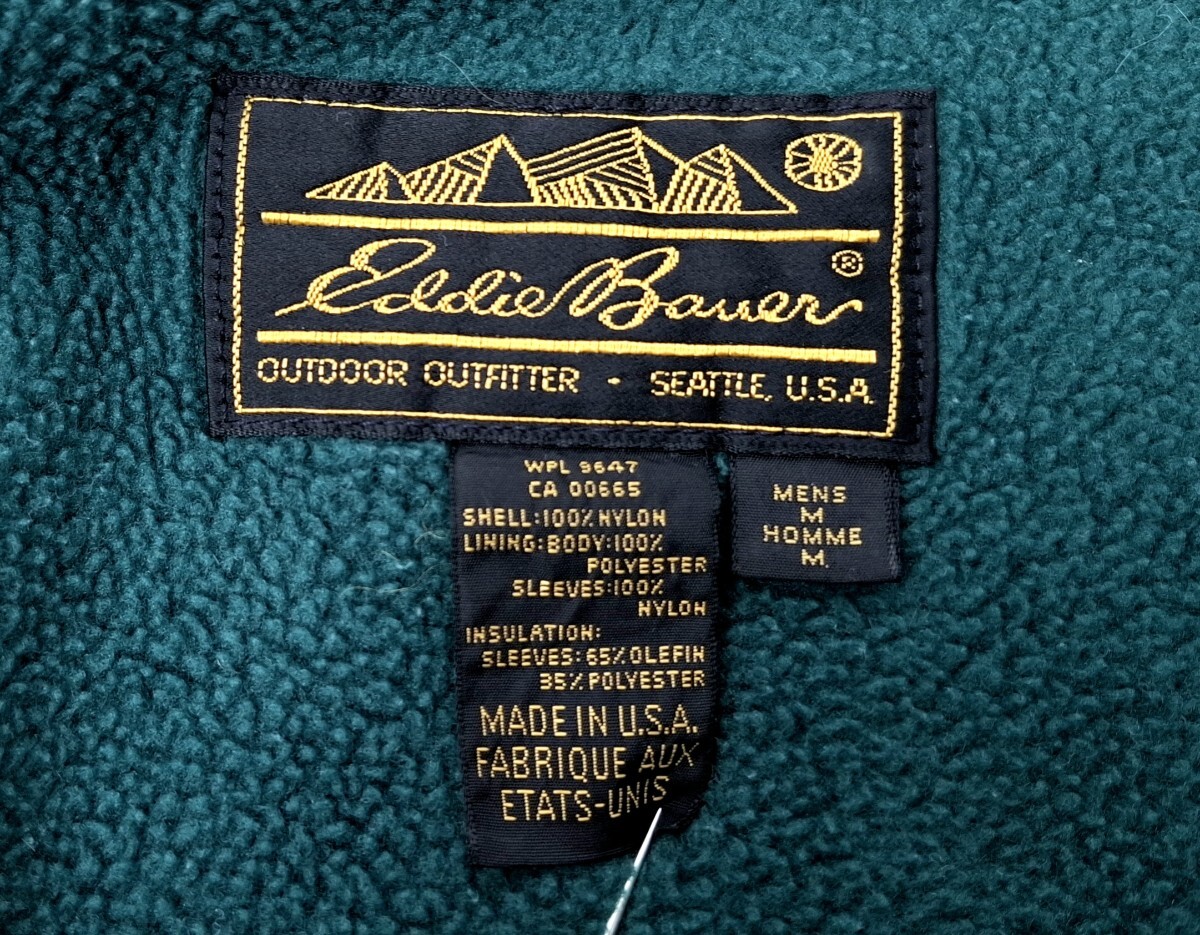 Eddie Bauer ®
OUTDOOR OUTFITTER • SEATTLE, U.S.A.
WPL 9647
CA 00665
SHELL:100% NYLON
LINING:BODY:100%
POLYESTER
SLEEVES:100%
NYLON
INSULATION:
SLEEVES:65% OLEFIN
35% POLYESTER
MADE IN U.S.A.
FABRIQUE AUX
ETATS-UNIS
MENS
M
HOMME
M.